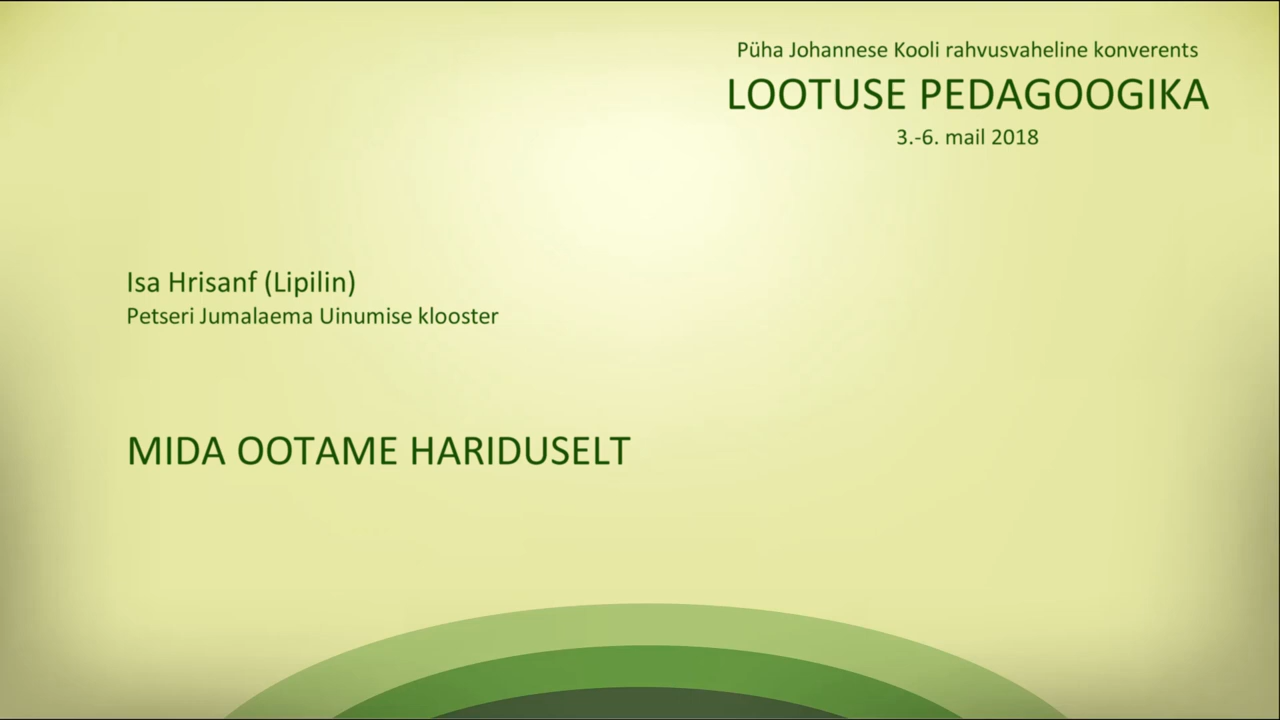 Püha Johannese Kooli rahvusvaheline konverents
LOOTUSE PEDAGOOGIKA
3.-6. mail 2018
Isa Hrisanf (Lipilin)
Petseri Jumalaema Uinumise klooster
MIDA OOTAME HARIDUSELT